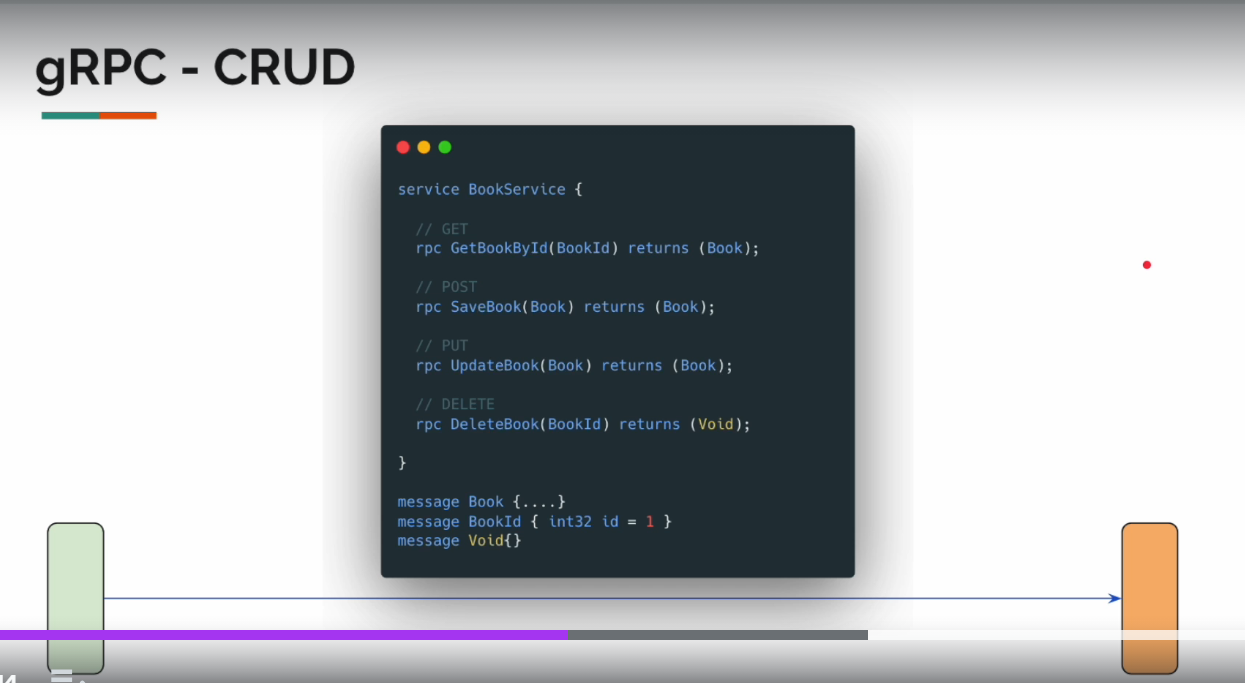 gRPC - CRUD
service BookService {
// GET
rpc GetBookById(BookId) returns (Book);
// POST
rpc SaveBook(Book) returns (Book);
// PUT
rpc UpdateBook(Book) returns (Book);
// DELETE
rpc DeleteBook(BookId) returns (Void);
}
message Book {....}
message BookId { int32 id = 1 }
message Void{}